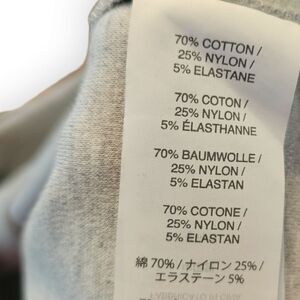 70% COTTON /
25% NYLON /
5% ELASTANE
70% COTON /
25% NYLON /
5% ÉLASTHANNE
70% BAUMWOLLE /
25% NYLON /
5% ELASTAN
70% COTONE /
25% NYLON /
5% ELASTAN
綿 70% / ナイロン 25% /
エラステーン 5%